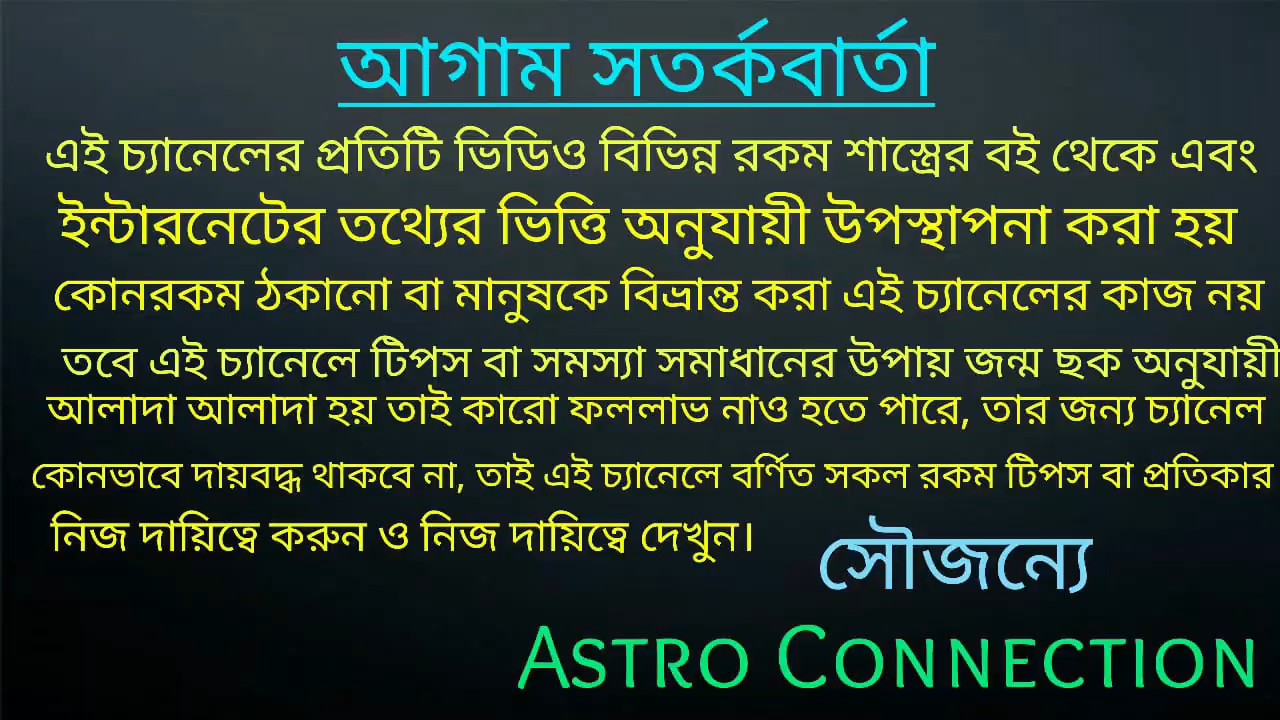 আগাম সতর্কবার্তা
এই চ্যানেলের প্রতিটি ভিডিও বিভিন্ন রকম শাস্ত্রের বই থেকে এবং
ইন্টারনেটের তথ্যের ভিত্তি অনুযায়ী উপস্থাপনা করা হয়
কোনরকম ঠকানো বা মানুষকে বিভ্রান্ত করা এই চ্যানেলের কাজ নয়
তবে এই চ্যানেলে টিপস বা সমস্যা সমাধানের উপায় জন্ম ছক অনুযায়ী
আলাদা আলাদা হয় তাই কারো ফললাভ নাও হতে পারে, তার জন্য চ্যানেল
কোনভাবে দায়বদ্ধ থাকবে না, তাই এই চ্যানেলে বর্ণিত সকল রকম টিপস বা প্রতিকার
নিজ দায়িত্বে করুন ও নিজ দায়িত্বে দেখুন।
সৌজন্যে
ASTRO CONNECTION